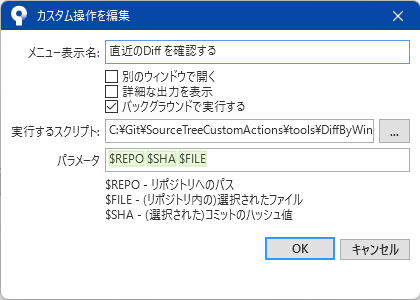 カスタム操作を編集
メニュー表示名: 直近のDiff を確認する
別のウィンドウで開く
詳細な出力を表示
バックグラウンドで実行する
実行するスクリプト: C:¥Git¥SourceTreeCustomActions¥tools¥DiffByWin ...
パラメータ $REPO $SHA $FILE
$REPO - リポジトリへのパス
$FILE - (リポジトリ内の)選択されたファイル
$SHA - (選択された)コミットのハッシュ値
OK キャンセル